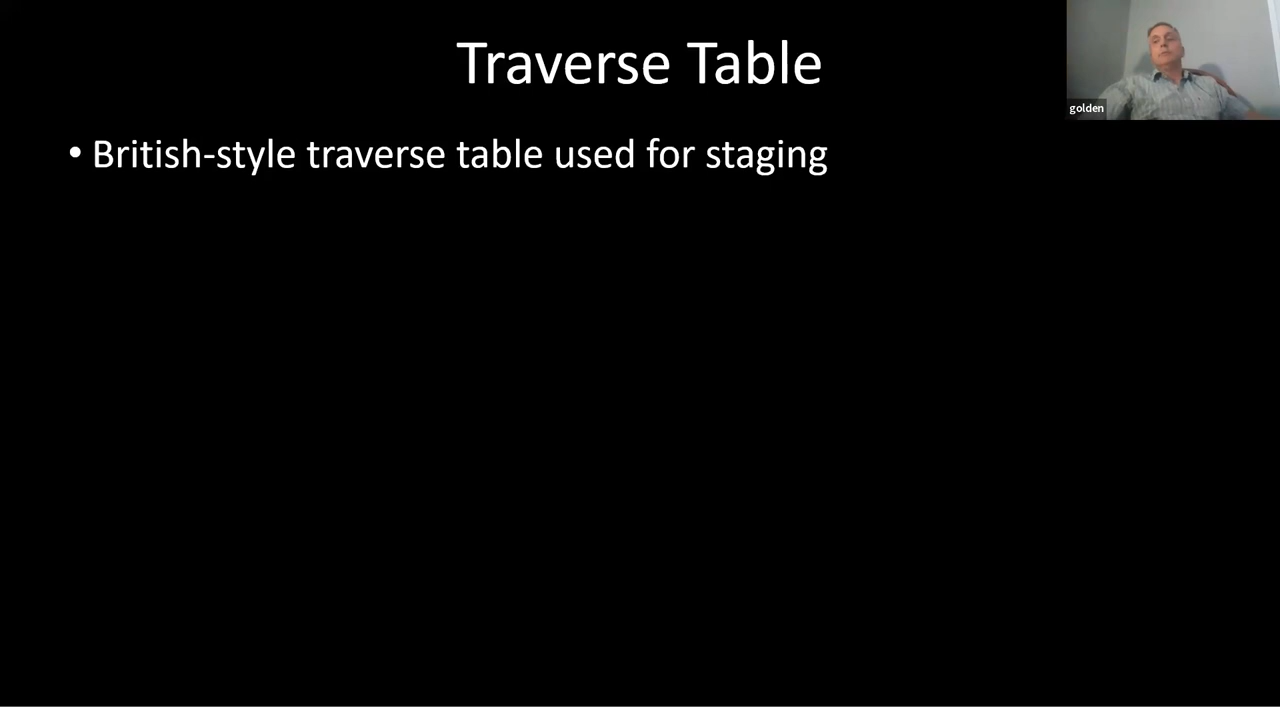 Traverse Table
golden
• British-style traverse table used for staging